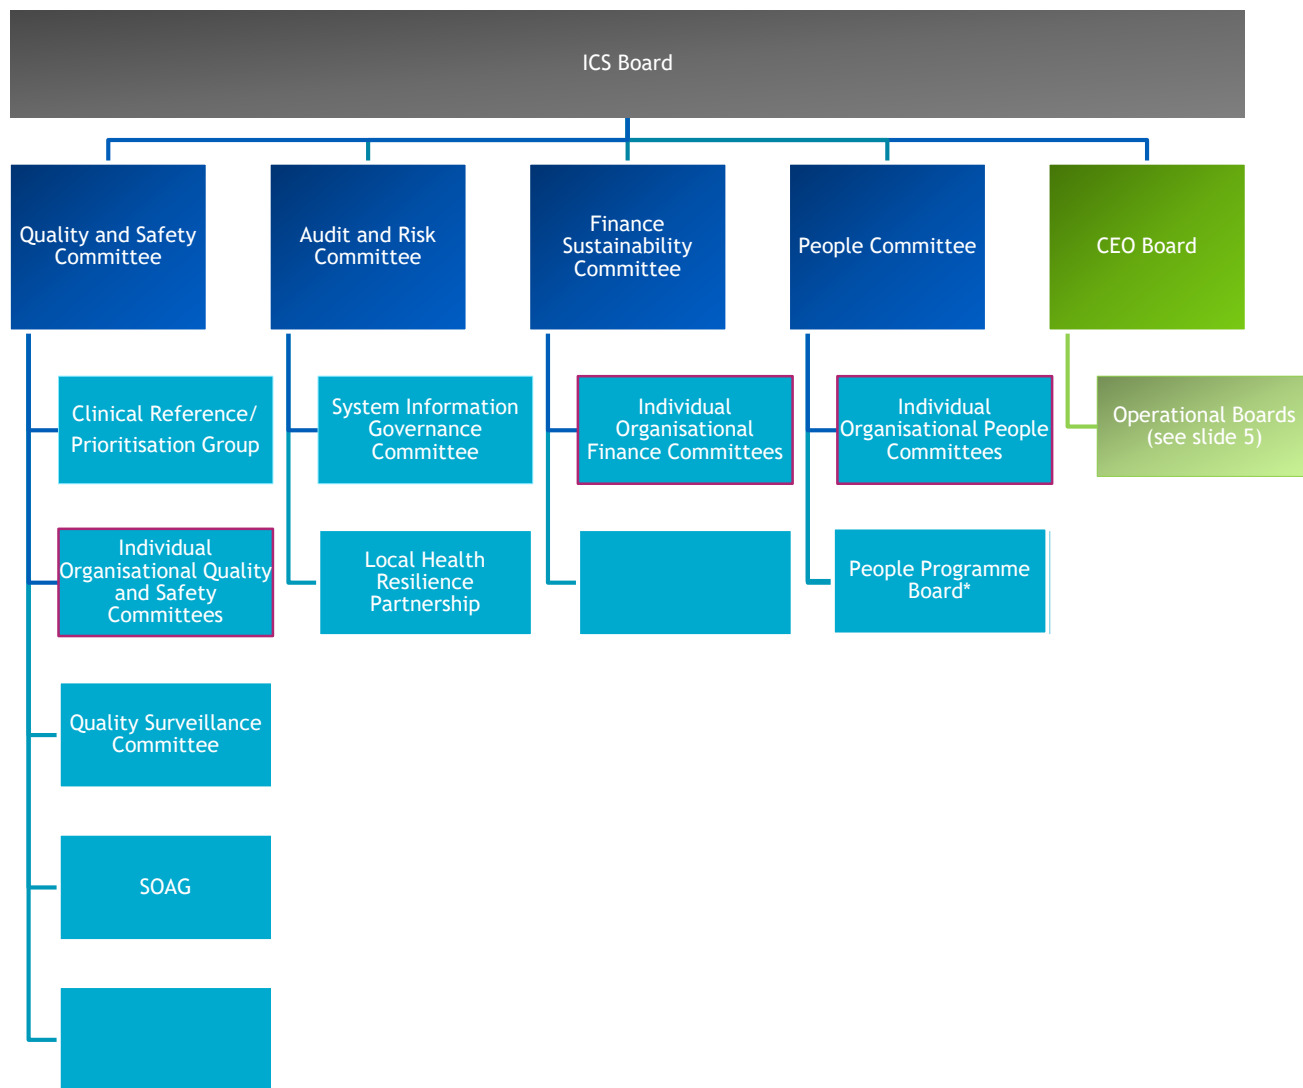 ICS Board
Quality and Safety
Committee
Audit and Risk
Committee
Finance
Sustainability
Committee
People Committee
CEO Board
Clinical Reference/
Prioritisation Group
System Information
Governance
Committee
Individual
Organisational
Finance Committees
Individual
Organisational People
Committees
Operational Boards
(see slide 5)
Individual
Organisational Quality
and Safety
Committees
Local Health
Resilience
Partnership
People Programme
Board*
Quality Surveillance
Committee
SOAG